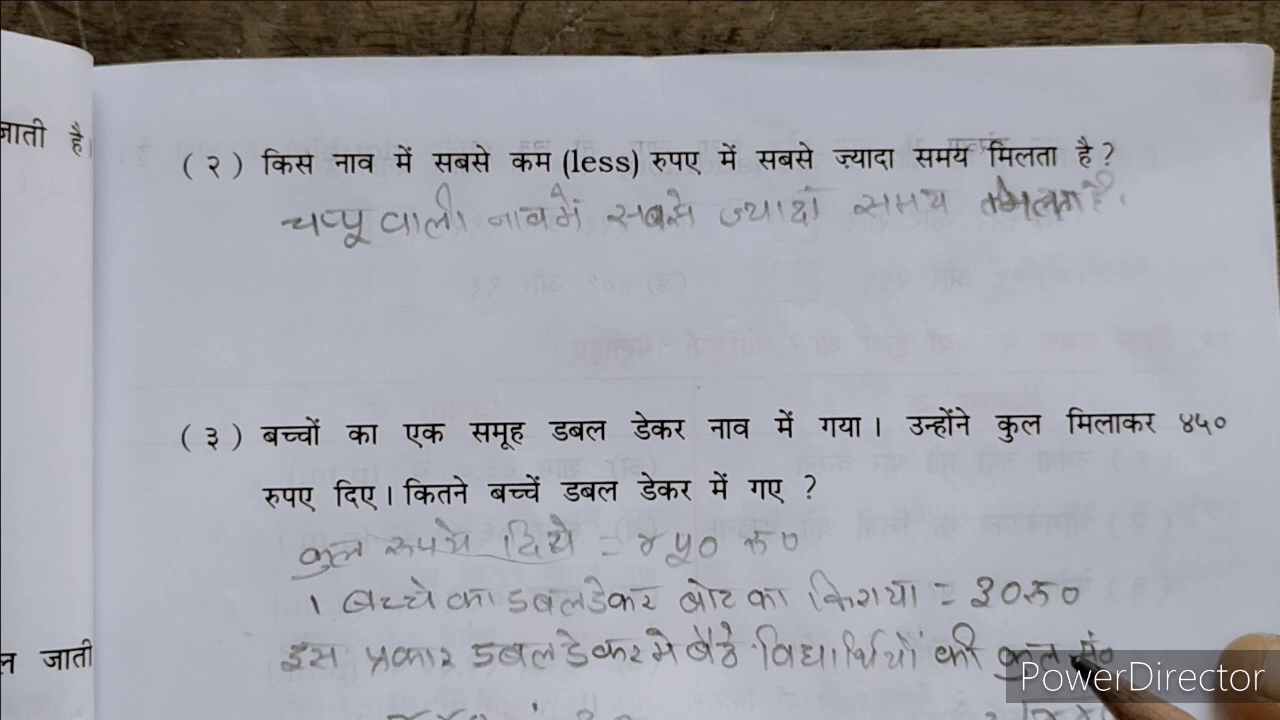 जाती है।
( २ ) किस नाव में सबसे कम (less) रुपए में सबसे ज़्यादा समय मिलता है ?
चप्पू वाली नावमें सबसे ज्यादा समय मिलता है।
( ३ ) बच्चों का एक समूह डबल डेकर नाव में गया । उन्होंने कुल मिलाकर ४५०
रुपए दिए । कितने बच्चें डबल डेकर में गए ?
कुल रुपये दिये = ४५० रु०
1 बच्चे का डबलडेकर बोट का किराया = 30रु०
इस प्रकार डबलडेकर मे बैठे विद्यार्थियों की कुल सं०
ल जाती
PowerDirector